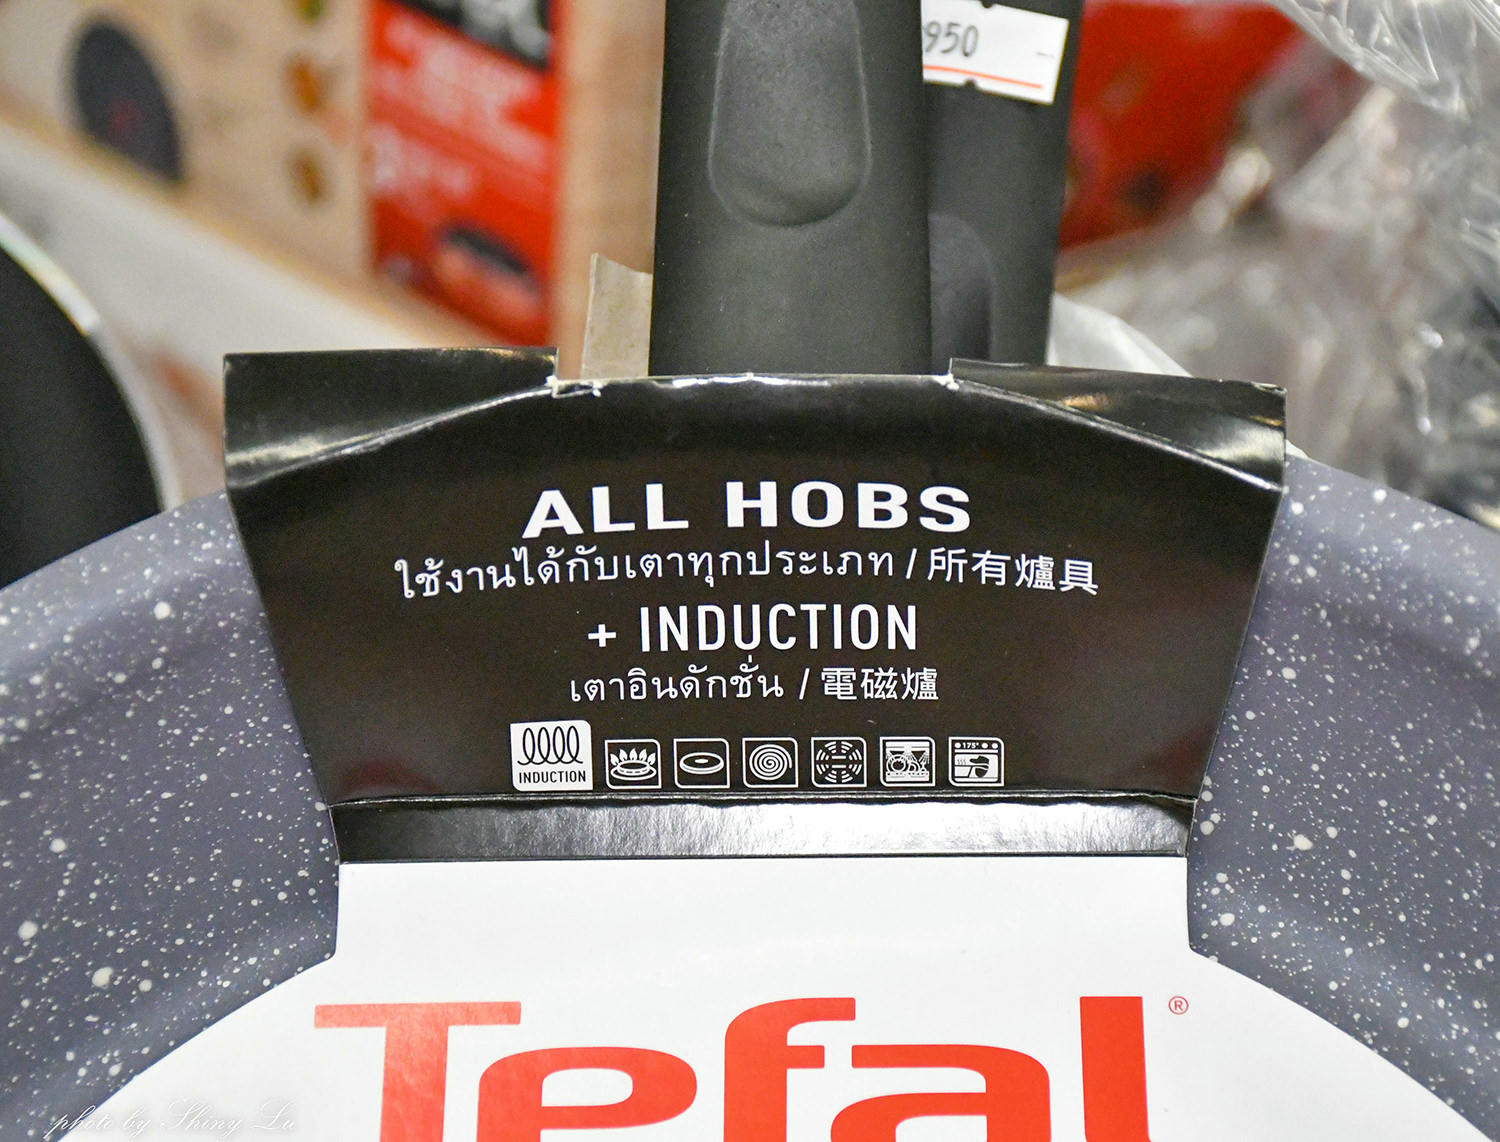 950
ALL HOBS
ใช้งานได้กับเตาทุกประเภท / 所有爐具
+ INDUCTION
เตาอินดักชั่น / 電磁爐
INDUCTION
175°
Tefal®
photo by Shiny Lu